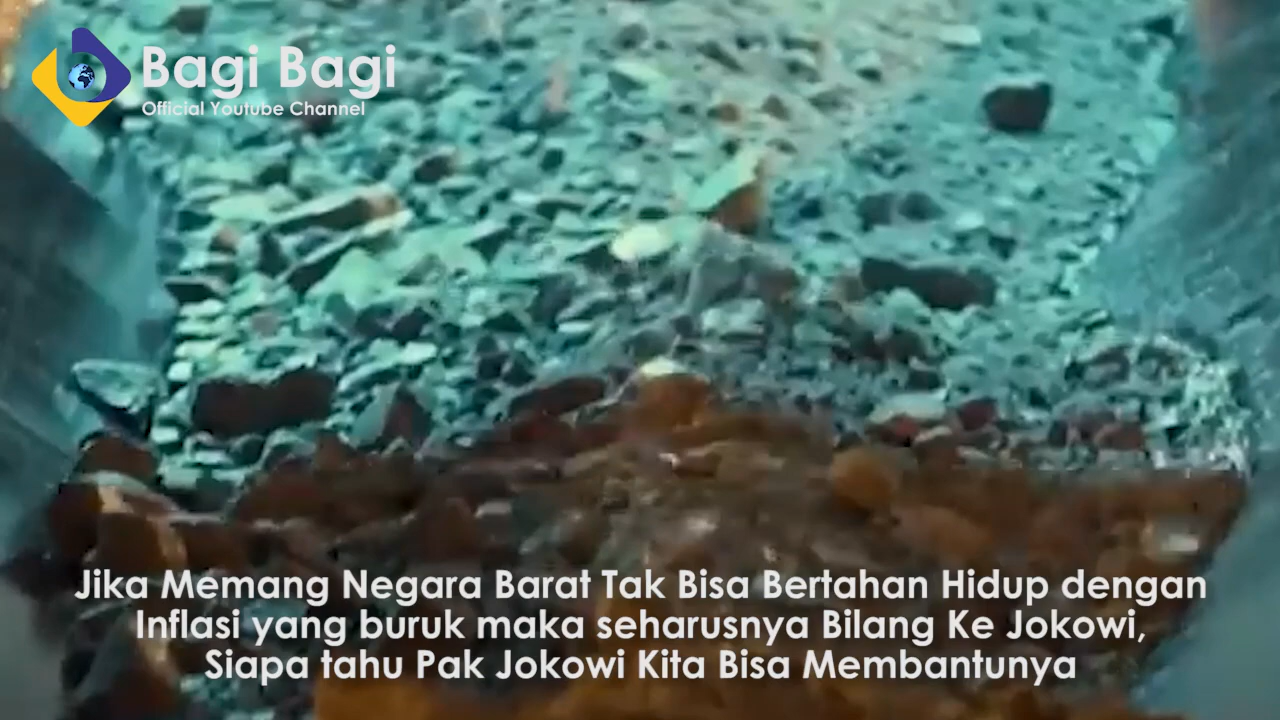 Bagi Bagi
Official Youtube Channel
Jika Memang Negara Barat Tak Bisa Bertahan Hidup dengan
Inflasi yang buruk maka seharusnya Bilang Ke Jokowi,
Siapa tahu Pak Jokowi Kita Bisa Membantunya